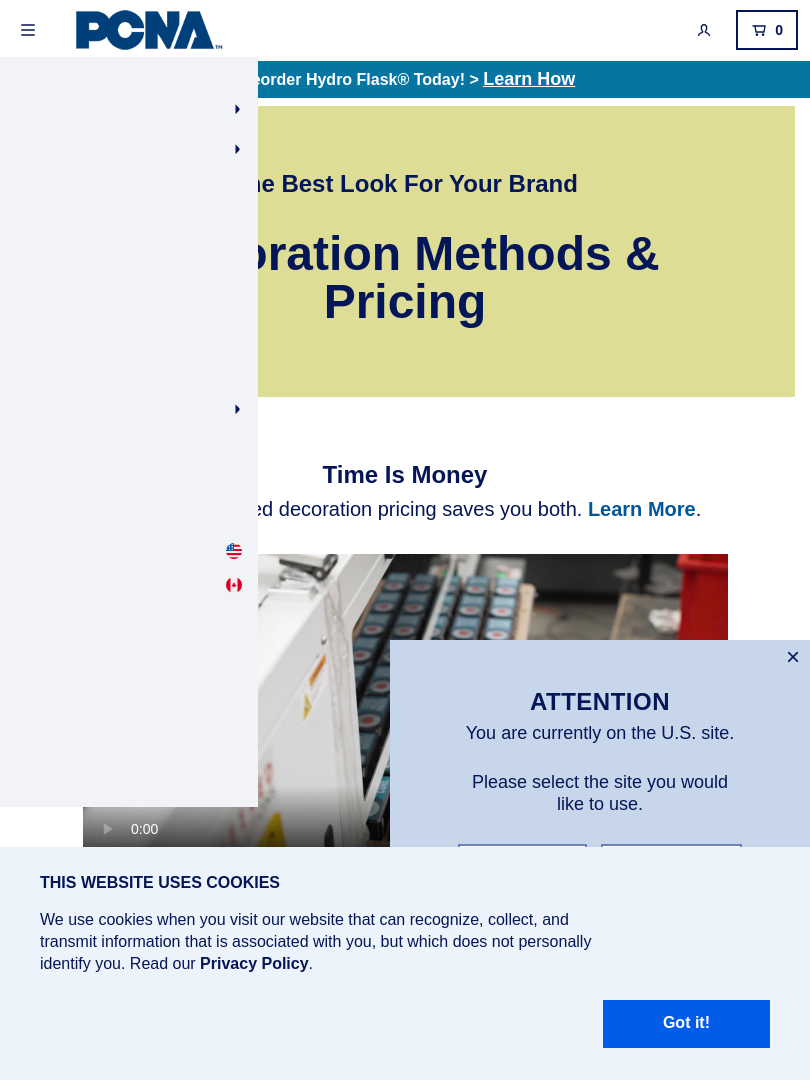 PCNA™
0
eorder Hydro Flask® Today! > Learn How
he Best Look For Your Brand
oration Methods &
Pricing
Time Is Money
ed decoration pricing saves you both. Learn More.
0:00
×
ATTENTION
You are currently on the U.S. site.
Please select the site you would
like to use.
THIS WEBSITE USES COOKIES
We use cookies when you visit our website that can recognize, collect, and
transmit information that is associated with you, but which does not personally
identify you. Read our Privacy Policy.
Got it!